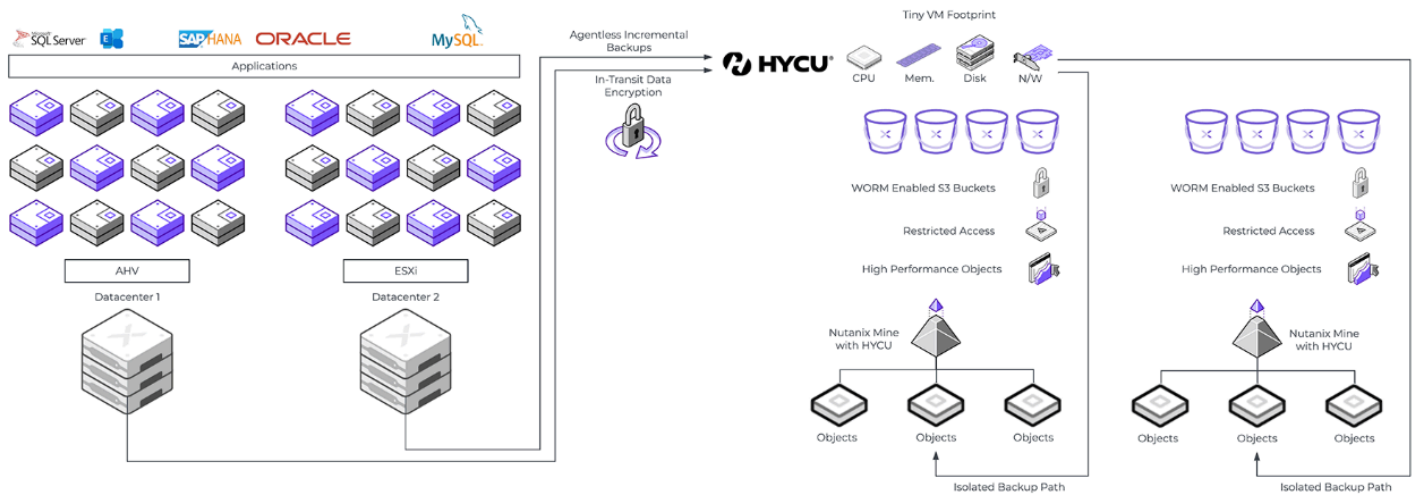 Microsoft
SQL Server
E
SAP HANA
ORACLE
MySQL
Applications
AHV
ESXi
Datacenter 1
Datacenter 2
Agentless Incremental
Backups
In-Transit Data
Encryption
HYCU
Tiny VM Footprint
CPU
Mem.
Disk
N/W
WORM Enabled S3 Buckets
Restricted Access
High Performance Objects
Nutanix Mine
with HYCU
Objects
Objects
Objects
Isolated Backup Path
WORM Enabled S3 Buckets
Restricted Access
High Performance Objects
Nutanix Mine
with HYCU
Objects
Objects
Objects
Isolated Backup Path